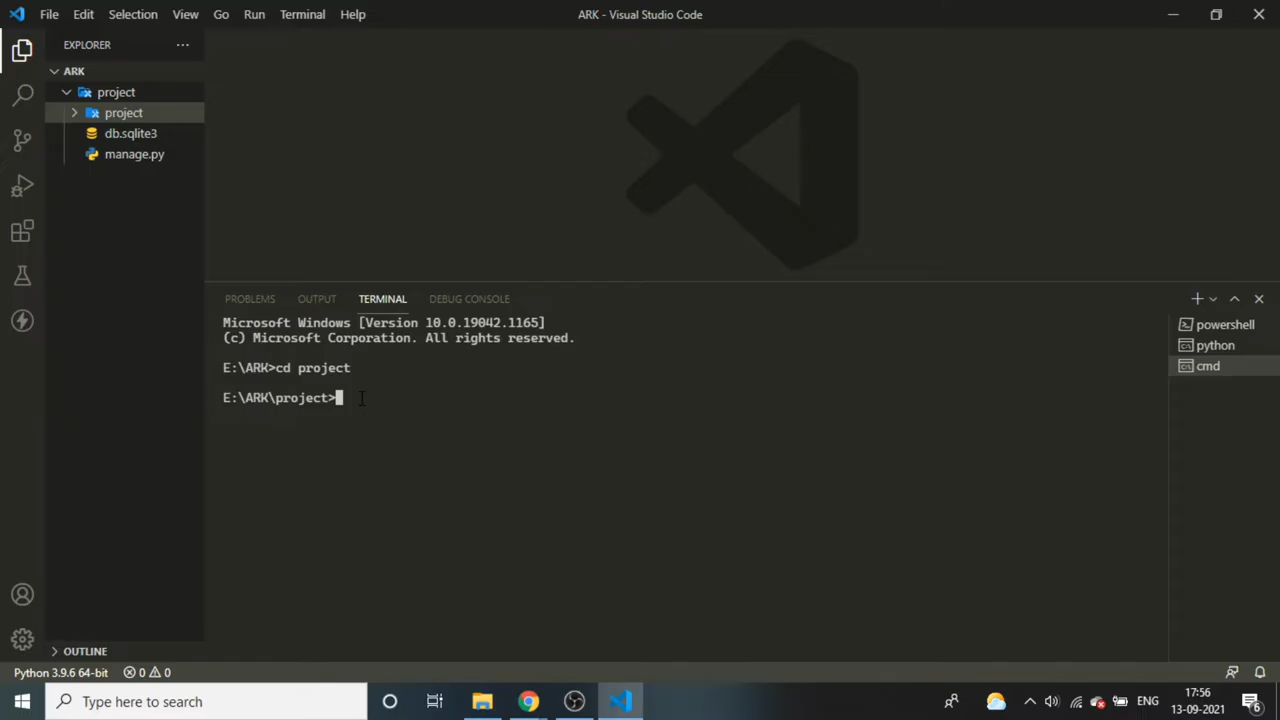 File Edit Selection View Go Run Terminal Help
ARK - Visual Studio Code
EXPLORER
ARK
project
project
db.sqlite3
manage.py
PROBLEMS OUTPUT TERMINAL DEBUG CONSOLE
Microsoft Windows [Version 10.0.19042.1165]
(c) Microsoft Corporation. All rights reserved.
E:\ARK>cd project
E:\ARK\project>
powershell
python
cmd
OUTLINE
Python 3.9.6 64-bit 0 0
Type here to search
ENG
17:56
13-09-2021
6